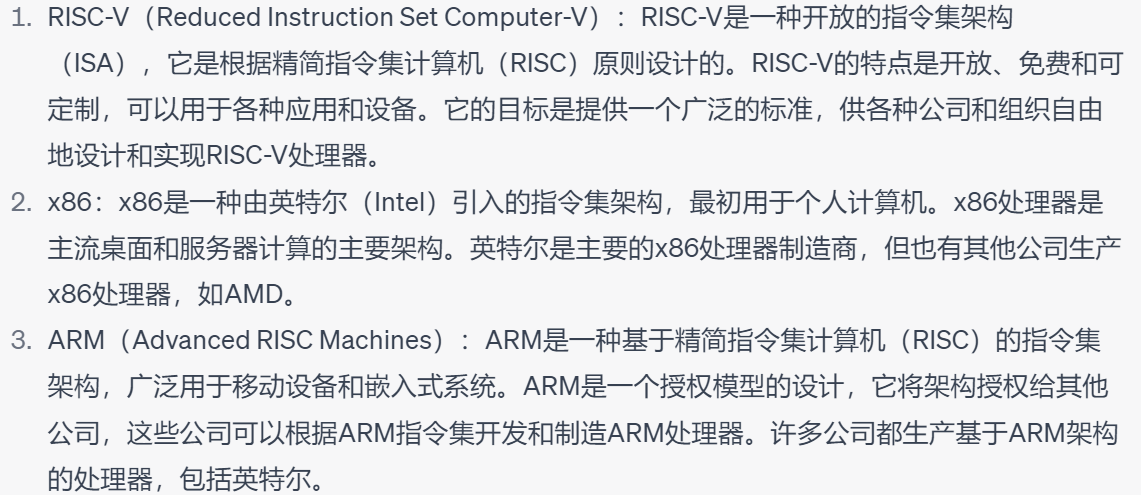 1. RISC-V（Reduced Instruction Set Computer-V）：RISC-V是一种开放的指令集架构
（ISA），它是根据精简指令集计算机（RISC）原则设计的。RISC-V的特点是开放、免费和可
定制，可以用于各种应用和设备。它的目标是提供一个广泛的标准，供各种公司和组织自由
地设计和实现RISC-V处理器。
2. x86：x86是一种由英特尔（Intel）引入的指令集架构，最初用于个人计算机。x86处理器是
主流桌面和服务器计算的主要架构。英特尔是主要的x86处理器制造商，但也有其他公司生产
x86处理器，如AMD。
3. ARM（Advanced RISC Machines）：ARM是一种基于精简指令集计算机（RISC）的指令集
架构，广泛用于移动设备和嵌入式系统。ARM是一个授权模型的设计，它将架构授权给其他
公司，这些公司可以根据ARM指令集开发和制造ARM处理器。许多公司都生产基于ARM架构
的处理器，包括英特尔。